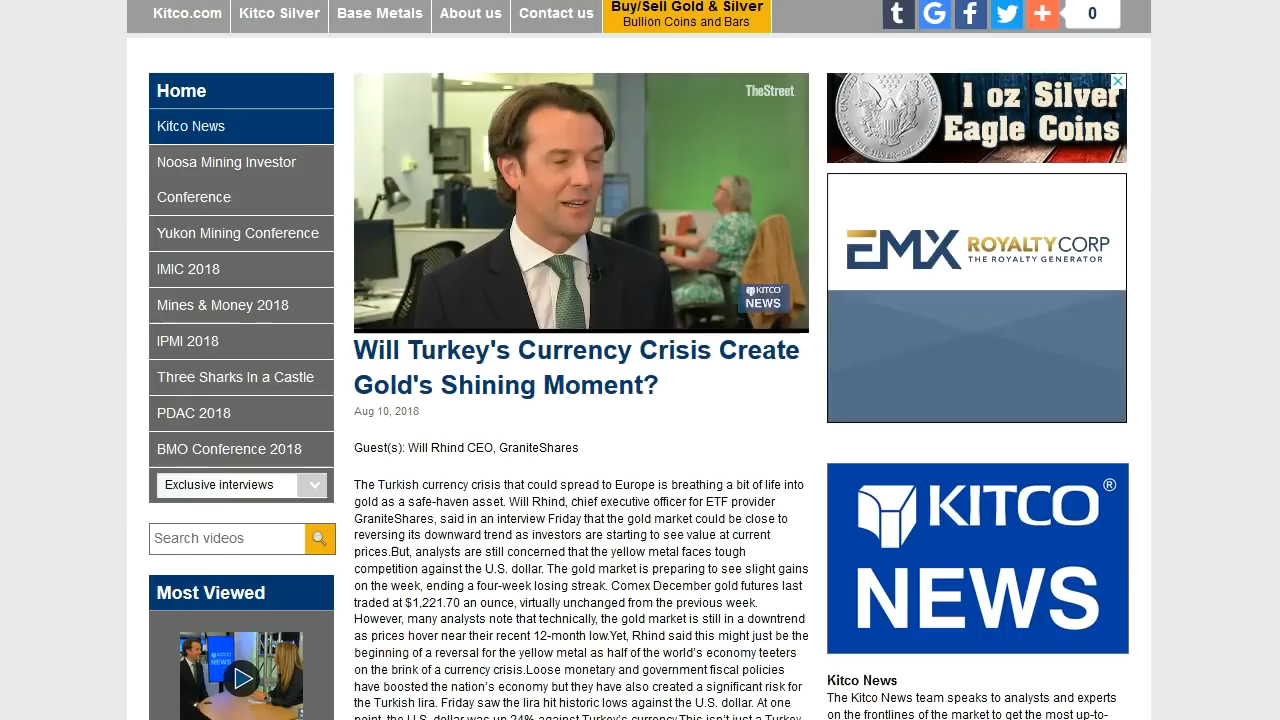 Kitco.com
Kitco Silver
Base Metals
About us
Contact us
Buy/Sell Gold & Silver
Bullion Coins and Bars
0
Home
Kitco News
Noosa Mining Investor
Conference
Yukon Mining Conference
IMIC 2018
Mines & Money 2018
IPMI 2018
Three Sharks In a Castle
PDAC 2018
BMO Conference 2018
Exclusive interviews
Search videos
Most Viewed
TheStreet
KITCO
NEWS
Will Turkey's Currency Crisis Create
Gold's Shining Moment?
Aug 10, 2018
Guest(s): Will Rhind CEO, GraniteShares
The Turkish currency crisis that could spread to Europe is breathing a bit of life into
gold as a safe-haven asset. Will Rhind, chief executive officer for ETF provider
GraniteShares, said in an interview Friday that the gold market could be close to
reversing its downward trend as investors are starting to see value at current
prices.But, analysts are still concerned that the yellow metal faces tough
competition against the U.S. dollar. The gold market is preparing to see slight gains
on the week, ending a four-week losing streak. Comex December gold futures last
traded at $1,221.70 an ounce, virtually unchanged from the previous week.
However, many analysts note that technically, the gold market is still in a downtrend
as prices hover near their recent 12-month low.Yet, Rhind said this might just be the
beginning of a reversal for the yellow metal as half of the world's economy teeters
on the brink of a currency crisis.Loose monetary and government fiscal policies
have boosted the nation's economy but they have also created a significant risk for
the Turkish lira. Friday saw the lira hit historic lows against the U.S. dollar. At one
point, the U.S. dollar was up 24% against Turkey's currency.This isn't just a Turkey
1 oz Silver
Eagle Coins
EMX ROYALTYCORP
THE ROYALTY GENERATOR
KITCO®
NEWS
Kitco News
The Kitco News team speaks to analysts and experts
on the frontlines of the market to get the most up-to-